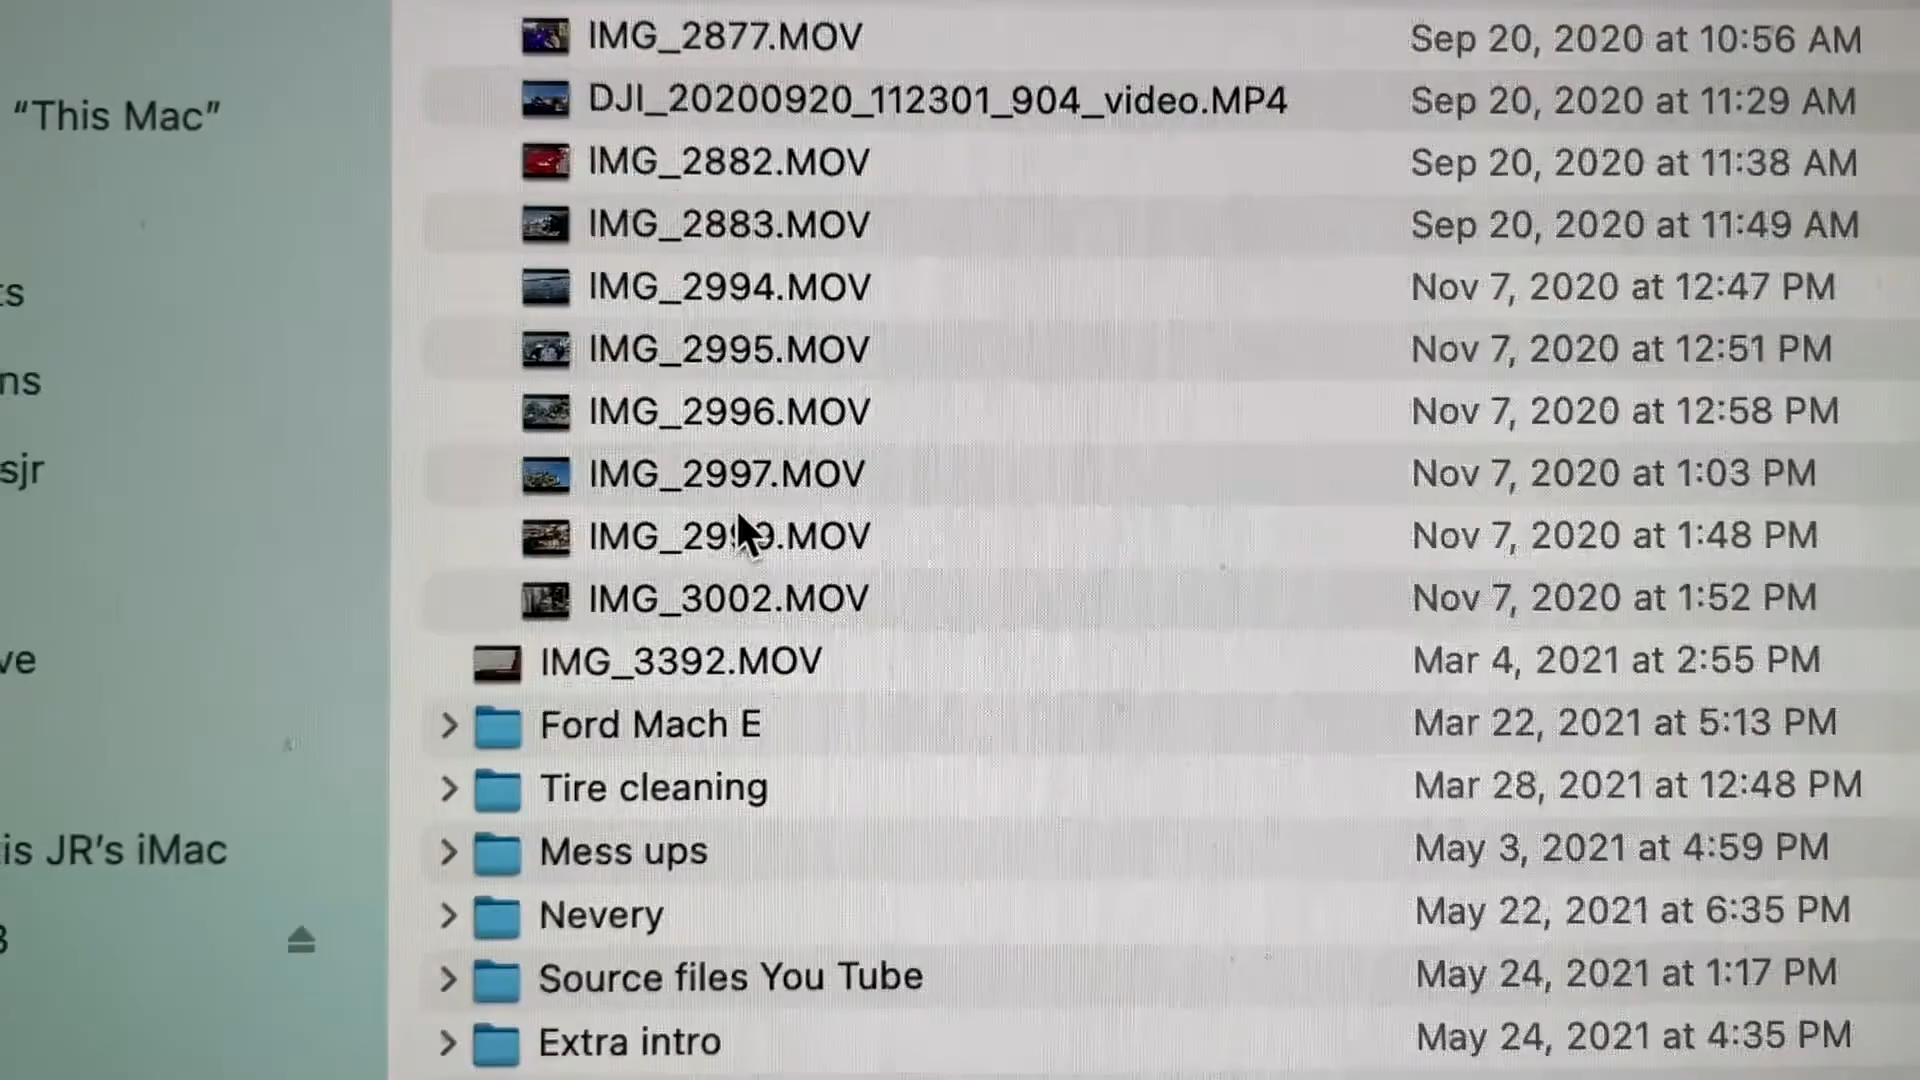 IMG_2877.MOV Sep 20, 2020 at 10:56 AM
"This Mac"
DJI_20200920_112301_904_video.MP4 Sep 20, 2020 at 11:29 AM
IMG_2882.MOV Sep 20, 2020 at 11:38 AM
IMG_2883.MOV Sep 20, 2020 at 11:49 AM
ts
IMG_2994.MOV Nov 7, 2020 at 12:47 PM
IMG_2995.MOV Nov 7, 2020 at 12:51 PM
ns
IMG_2996.MOV Nov 7, 2020 at 12:58 PM
sjr
IMG_2997.MOV Nov 7, 2020 at 1:03 PM
Nov 7, 2020 at 1:48 PM
IMG_3002.MOV Nov 7, 2020 at 1:52 PM
ve
IMG_3392.MOV Mar 4, 2021 at 2:55 PM
Ford Mach E Mar 22, 2021 at 5:13 PM
Tire cleaning Mar 28, 2021 at 12:48 PM
is JR's iMac
Mess ups May 3, 2021 at 4:59 PM
Nevery May 22, 2021 at 6:35 PM
Source files You Tube May 24, 2021 at 1:17 PM
Extra intro May 24, 2021 at 4:35 PM